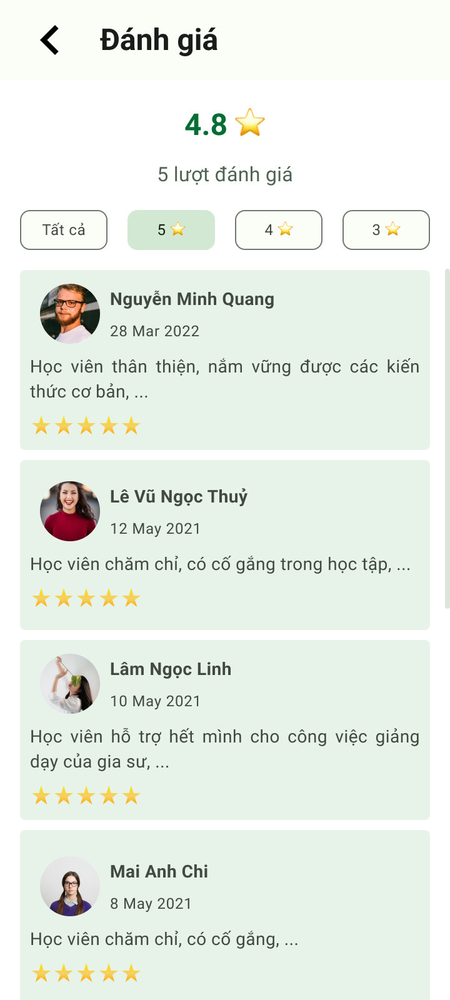 Đánh giá
4.8
5 lượt đánh giá
Tất cả
5
4
3
Nguyễn Minh Quang
28 Mar 2022
Học viên thân thiện, nắm vững được các kiến
thức cơ bản, ...
Lê Vũ Ngọc Thuỷ
12 May 2021
Học viên chăm chỉ, có cố gắng trong học tập, ...
Lâm Ngọc Linh
10 May 2021
Học viên hỗ trợ hết mình cho công việc giảng
dạy của gia sư, ...
Mai Anh Chi
8 May 2021
Học viên chăm chỉ, có cố gắng, ...